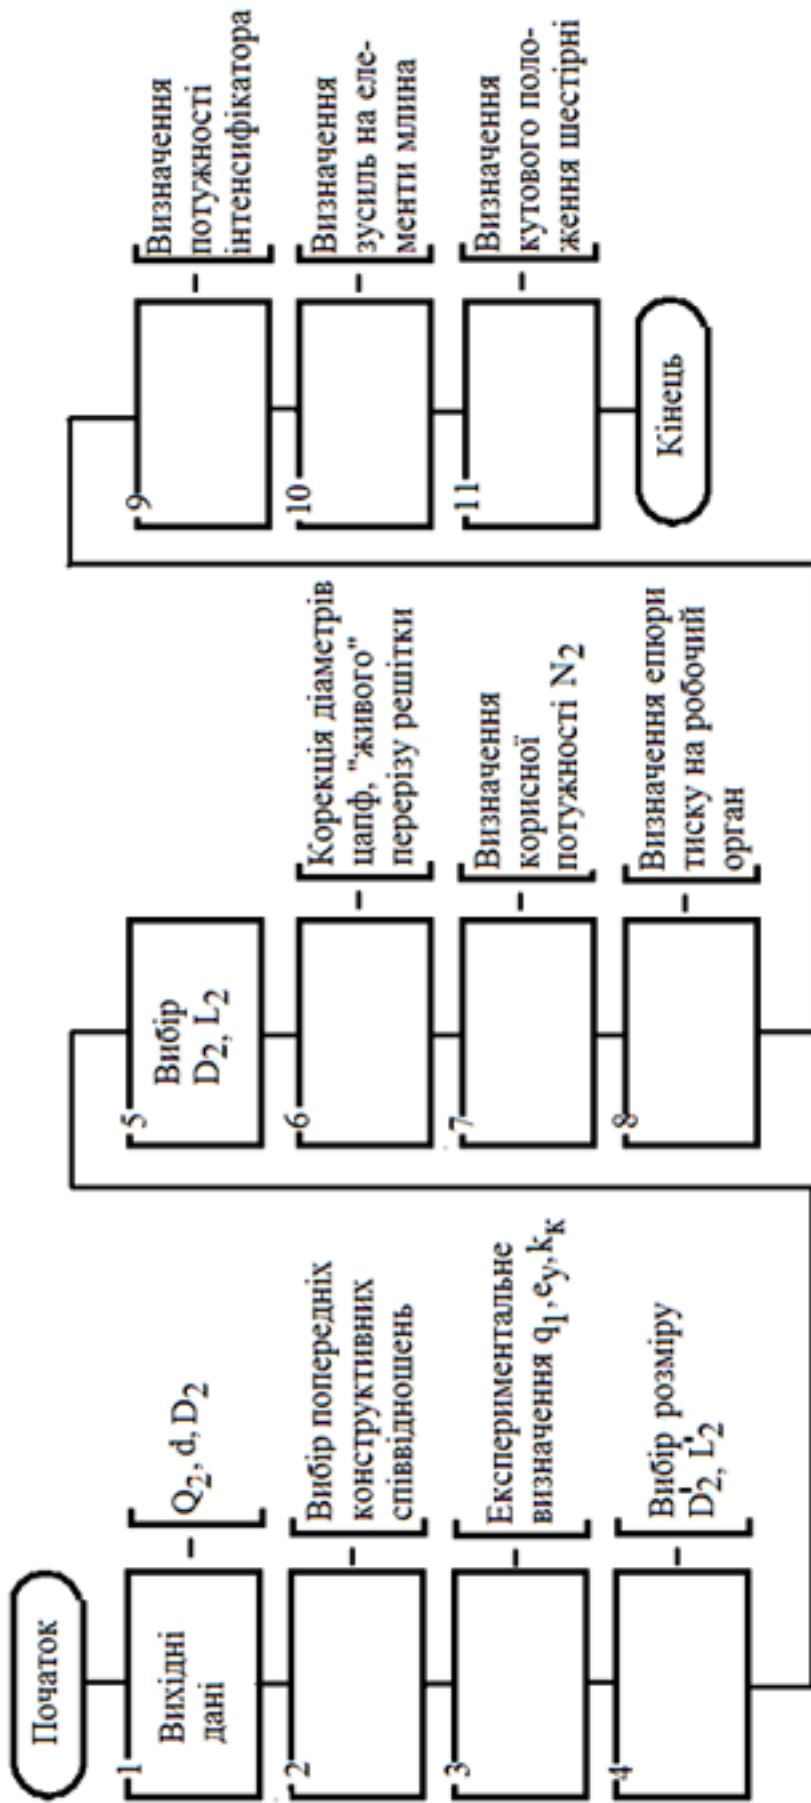 Початок
1
Вихідні
дані
Q₂, d, D₂
2
Вибір попередніх
конструктивних
співвідношень
3
Експериментальне
визначення q₁, eᵧ, kₖ
4
Вибір розміру
D'₂, L'₂
5
Вибір
D₂, L₂
6
Корекція діаметрів
цапф, "живого"
перерізу решітки
7
Визначення
корисної
потужності N₂
8
Визначення епюри
тиску на робочий
орган
9
Визначення
потужності
інтенсифікатора
10
Визначення
зусиль на еле-
менти млина
11
Визначення
кутового поло-
ження шестірні
Кінець